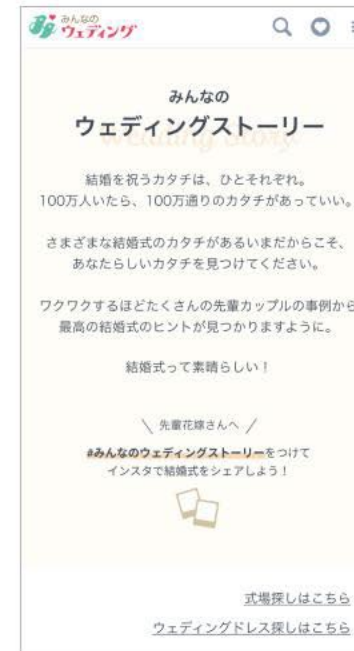 みんなの
ウェディング
みんなの
ウェディングストーリー
Wedding Story
結婚を祝うカタチは、ひとそれぞれ。
100万人いたら、100万通りのカタチがあっていい。
さまざまな結婚式のカタチがあるいまだからこそ、
あなたらしいカタチを見つけてください。
ワクワクするほどたくさんの先輩カップルの事例から
最高の結婚式のヒントが見つかりますように。
結婚式って素晴らしい！
＼ 先輩花嫁さんへ ／
#みんなのウェディングストーリーをつけて
インスタで結婚式をシェアしよう！
式場探しはこちら
ウェディングドレス探しはこちら